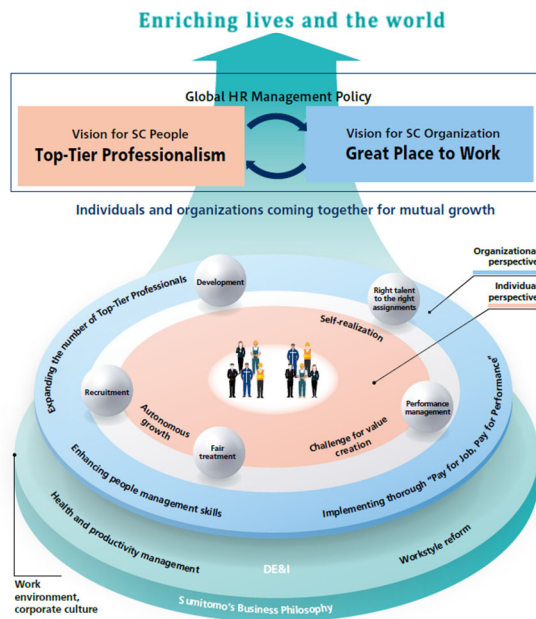 Enriching lives and the world
Global HR Management Policy
Vision for SC People
Top-Tier Professionalism
Vision for SC Organization
Great Place to Work
Individuals and organizations coming together for mutual growth
Organizationa
perspective
Individua
perspective
Expanding the number of Top-Tier Professionals
Development
Right talent
to the right
assignments
Self-realization
Recruitment
Autonomous
growth
Fair
treatment
Performance
management
Challenge for value
creation
Enhancing people management skills
Implementing thorough "Pay for Job, Pay for Performance"
Health and productivity management
DE&I
Workstyle reform
Work
environment,
corporate culture
Sumitomo's Business Philosophy